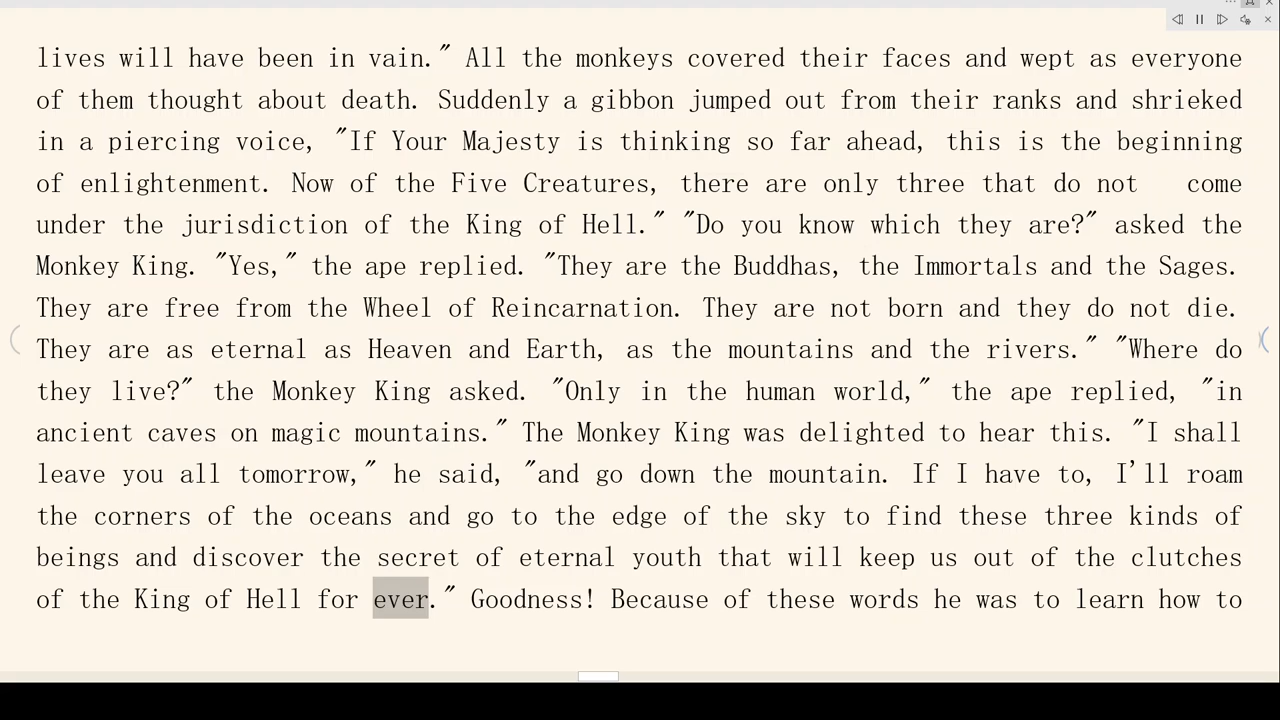 lives will have been in vain." All the monkeys covered their faces and wept as everyone
of them thought about death. Suddenly a gibbon jumped out from their ranks and shrieked
in a piercing voice, "If Your Majesty is thinking so far ahead, this is the beginning
of enlightenment. Now of the Five Creatures, there are only three that do not come
under the jurisdiction of the King of Hell." "Do you know which they are?" asked the
Monkey King. "Yes," the ape replied. "They are the Buddhas, the Immortals and the Sages.
They are free from the Wheel of Reincarnation. They are not born and they do not die.
They are as eternal as Heaven and Earth, as the mountains and the rivers." "Where do
they live?" the Monkey King asked. "Only in the human world," the ape replied, "in
ancient caves on magic mountains." The Monkey King was delighted to hear this. "I shall
leave you all tomorrow," he said, "and go down the mountain. If I have to, I'll roam
the corners of the oceans and go to the edge of the sky to find these three kinds of
beings and discover the secret of eternal youth that will keep us out of the clutches
of the King of Hell for ever." Goodness! Because of these words he was to learn how to